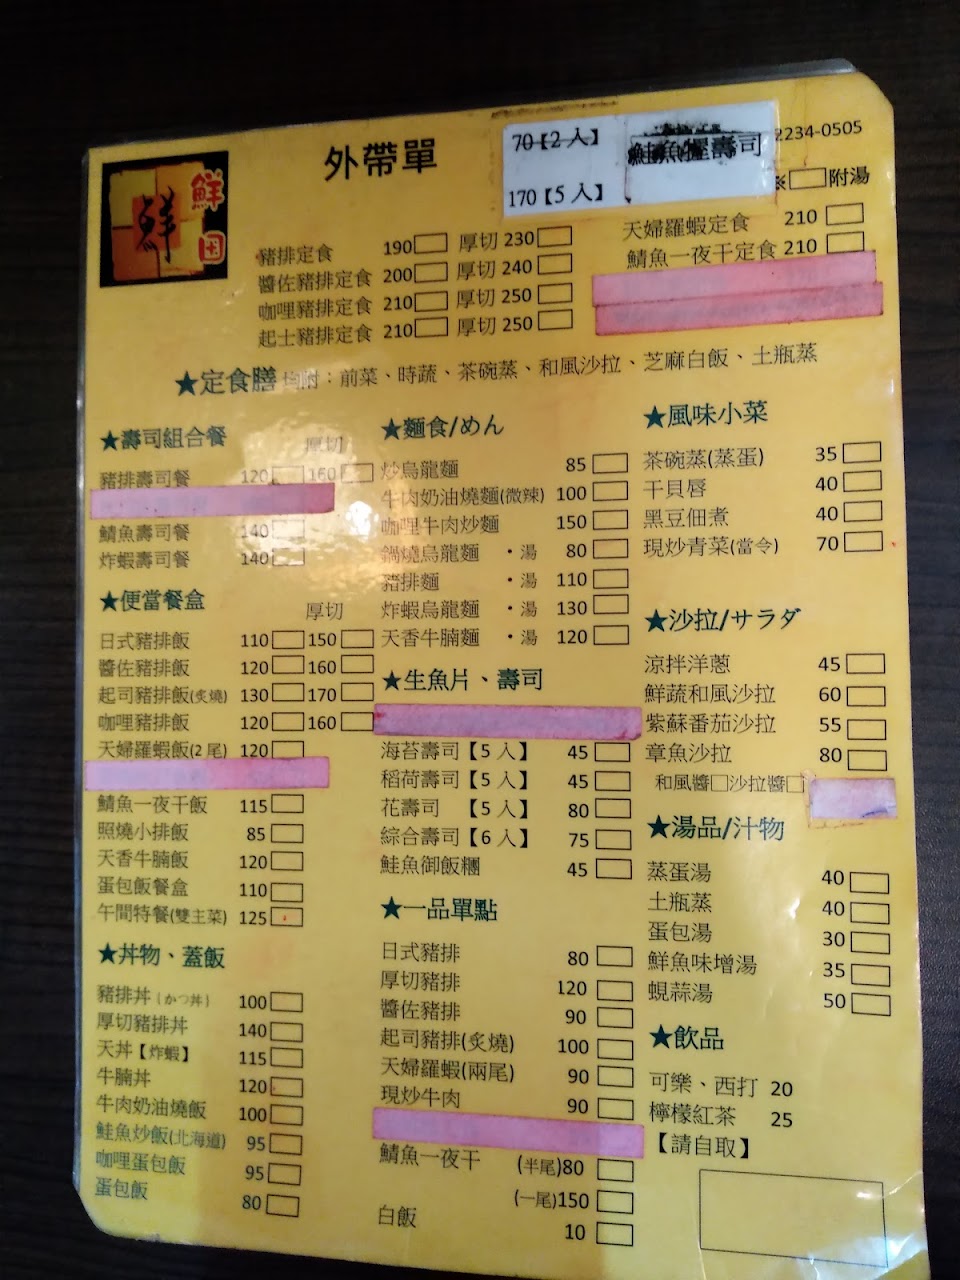 外帶單
70【2入】
鮭魚握壽司
170【5入】
2234-0505
※ 附湯
鮮
鮮
田
豬排定食 190 厚切 230
醬佐豬排定食 200 厚切 240
咖哩豬排定食 210 厚切 250
起士豬排定食 210 厚切 250
天婦羅蝦定食 210
鯖魚一夜干定食 210
★定食膳 均附：前菜、時蔬、茶碗蒸、和風沙拉、芝麻白飯、土瓶蒸
★壽司組合餐 厚切
豬排壽司餐 120 160
鯖魚壽司餐 140
炸蝦壽司餐 140
★便當餐盒 厚切
日式豬排飯 110 150
醬佐豬排飯 120 160
起司豬排飯(炙燒) 130 170
咖哩豬排飯 120 160
天婦羅蝦飯(2尾) 120
鯖魚一夜干飯 115
照燒小排飯 85
天香牛腩飯 120
蛋包飯餐盒 110
午間特餐(雙主菜) 125
★丼物、蓋飯
豬排丼(かつ丼) 100
厚切豬排丼 140
天丼【炸蝦】 115
牛腩丼 120
牛肉奶油燒飯 100
鮭魚炒飯(北海道) 95
咖哩蛋包飯 95
蛋包飯 80
★麵食/めん
炒烏龍麵 85
牛肉奶油燒麵(微辣) 100
咖哩牛肉炒麵 150
鍋燒烏龍麵 ・湯 80
豬排麵 ・湯 110
炸蝦烏龍麵 ・湯 130
天香牛腩麵 ・湯 120
★生魚片、壽司
海苔壽司【5入】 45
稻荷壽司【5入】 45
花壽司 【5入】 80
綜合壽司【6入】 75
鮭魚御飯糰 45
★一品單點
日式豬排 80
厚切豬排 120
醬佐豬排 90
起司豬排(炙燒) 100
天婦羅蝦(兩尾) 90
現炒牛肉 90
鯖魚一夜干 (半尾)80
(一尾)150
白飯 10
★風味小菜
茶碗蒸(蒸蛋) 35
干貝唇 40
黑豆佃煮 40
現炒青菜(當令) 70
★沙拉/サラダ
涼拌洋蔥 45
鮮蔬和風沙拉 60
紫蘇番茄沙拉 55
章魚沙拉 80
和風醬□沙拉醬□
★湯品/汁物
蒸蛋湯 40
土瓶蒸 40
蛋包湯 30
鮮魚味增湯 35
蜆蒜湯 50
★飲品
可樂、西打 20
檸檬紅茶 25
【請自取】